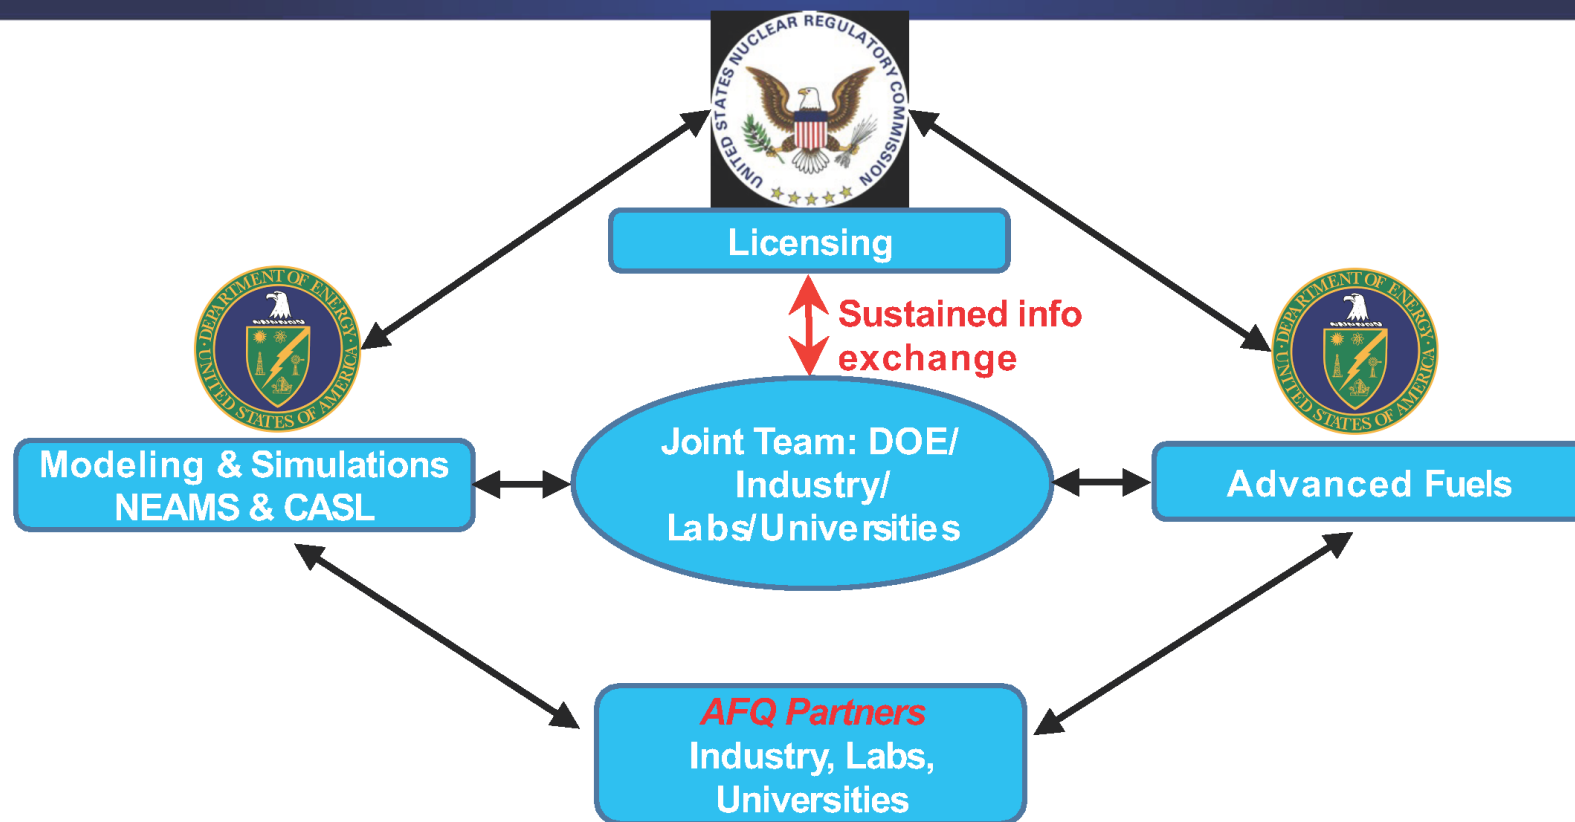 UNITED STATES NUCLEAR REGULATORY COMMISSION
Licensing
Sustained info
exchange
DEPARTMENT OF ENERGY
UNITED STATES OF AMERICA
DEPARTMENT OF ENERGY
UNITED STATES OF AMERICA
Modeling & Simulations
NEAMS & CASL
Joint Team: DOE/
Industry/
Labs/Universities
Advanced Fuels
AFQ Partners
Industry, Labs,
Universities